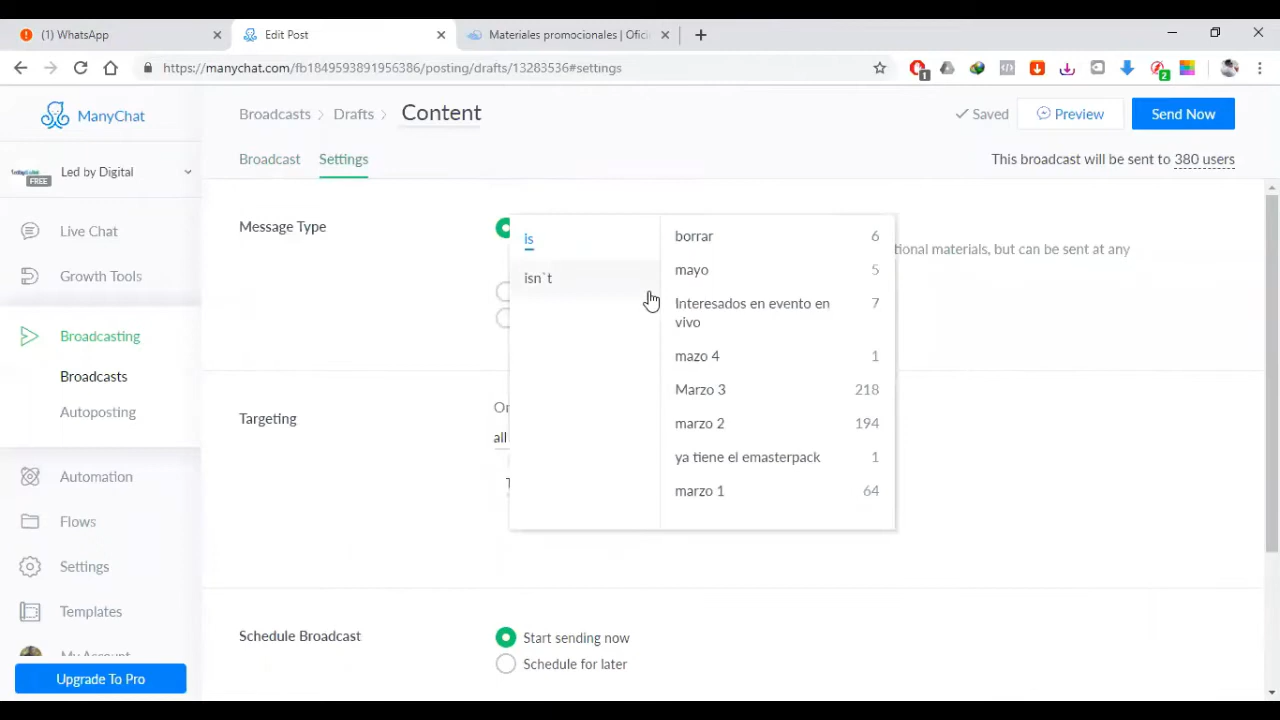 (1) WhatsApp
Edit Post
Materiales promocionales | Ofici
https://manychat.com/fb1849593891956386/posting/drafts/13283536#settings
1
2
ManyChat
Broadcasts
Drafts
Content
Saved
Preview
Send Now
Led by Digital
FREE
Broadcast
Settings
This broadcast will be sent to 380 users
Live Chat
Growth Tools
Broadcasting
Broadcasts
Autoposting
Automation
Flows
Settings
Templates
My Account
Upgrade To Pro
Message Type
tional materials, but can be sent at any
is
isn`t
borrar 6
mayo 5
Interesados en evento en 7
vivo
mazo 4 1
Marzo 3 218
marzo 2 194
ya tiene el emasterpack 1
marzo 1 64
Targeting
all
Schedule Broadcast
Start sending now
Schedule for later